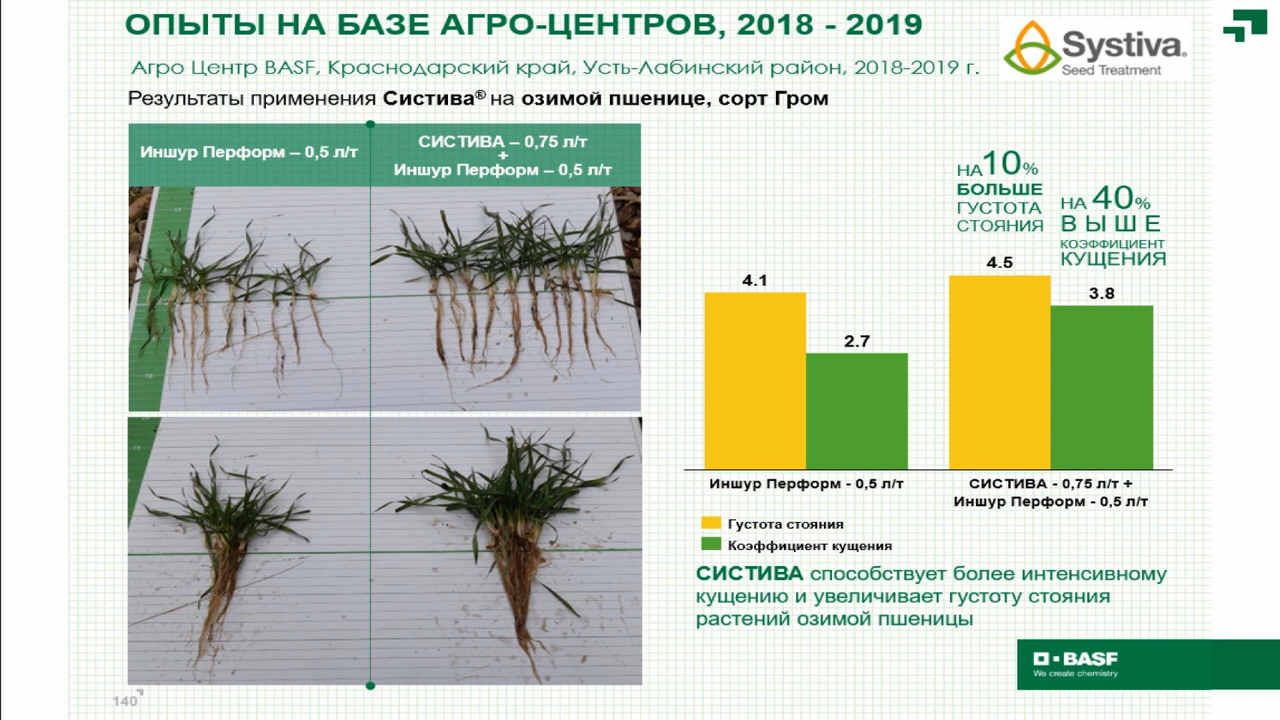 ОПЫТЫ НА БАЗЕ АГРО-ЦЕНТРОВ, 2018 - 2019
Systiva®
Seed Treatment
Агро Центр BASF, Краснодарский край, Усть-Лабинский район, 2018-2019 г.
Результаты применения Систива® на озимой пшенице, сорт Гром
Иншур Перформ – 0,5 л/т
СИСТИВА – 0,75 л/т
+
Иншур Перформ – 0,5 л/т
НА 10%
БОЛЬШЕ
ГУСТОТА
СТОЯНИЯ
НА 40%
ВЫШЕ
КОЭФФИЦИЕНТ
КУЩЕНИЯ
4.1
2.7
4.5
3.8
Иншур Перформ - 0,5 л/т
СИСТИВА - 0,75 л/т +
Иншур Перформ - 0,5 л/т
Густота стояния
Коэффициент кущения
СИСТИВА способствует более интенсивному
кущению и увеличивает густоту стояния
растений озимой пшеницы
BASF
We create chemistry
140